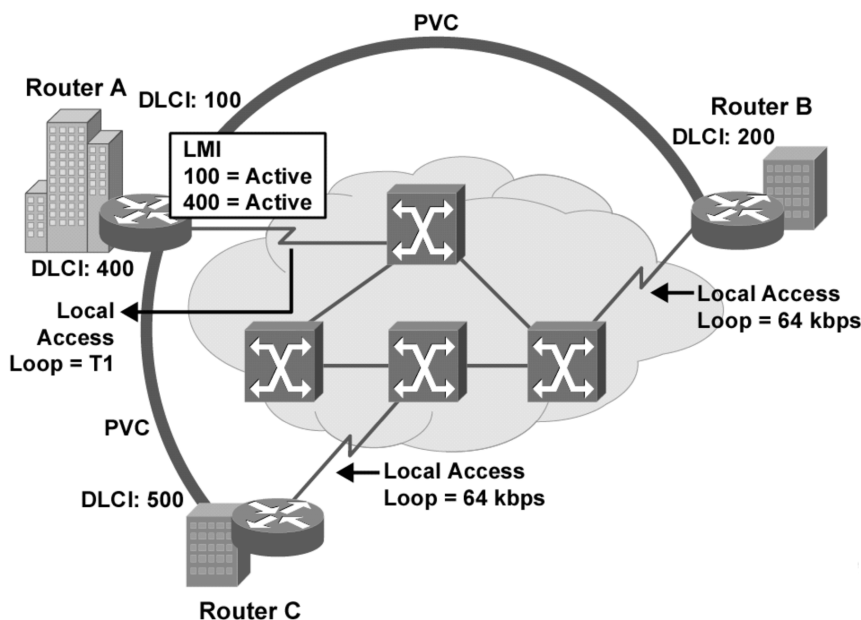 PVC
Router A
DLCI: 100
Router B
DLCI: 200
LMI
100 = Active
400 = Active
DLCI: 400
Local
Access
Loop = T1
Local Access
Loop = 64 kbps
PVC
Local Access
Loop = 64 kbps
DLCI: 500
Router C